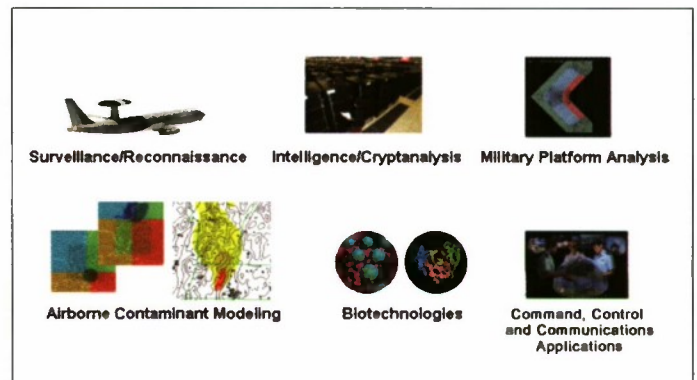 Surveillance/Reconnaissance
Intelligence/Cryptanalysis
Military Platform Analysis
Airborne Contaminant Modeling
Biotechnologies
Command, Control
and Communications
Applications